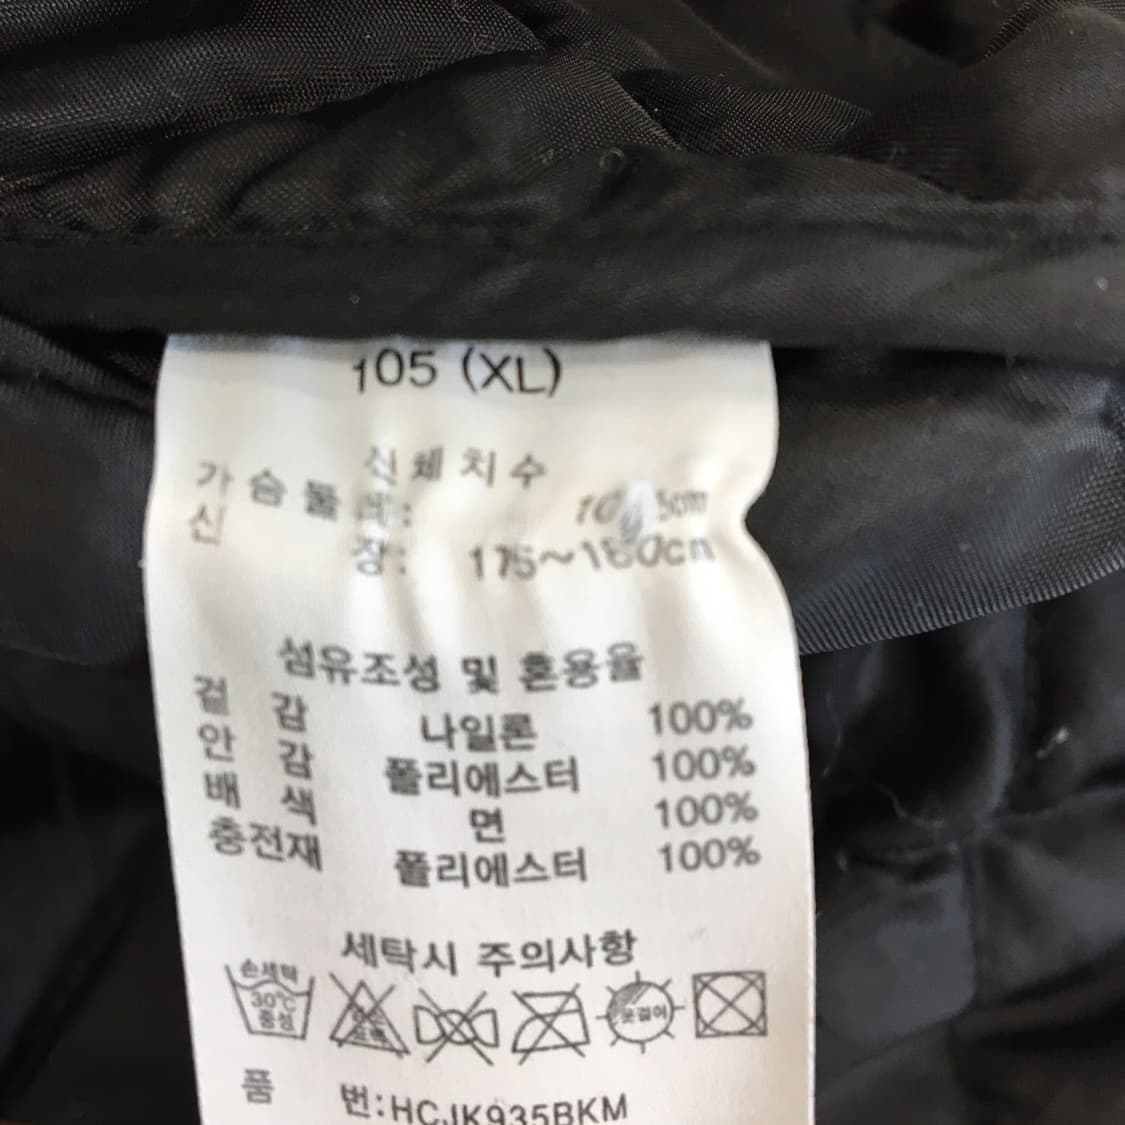 105 (XL)
신체치수
가슴둘레:
신장: 175~180cm
섬유조성 및 혼용율
겉감 나일론 100%
안감 폴리에스터 100%
배색 면 100%
충전재 폴리에스터 100%
세탁시 주의사항
손세탁 30℃ 중성 옷걸이
품번:HCJK935BKM